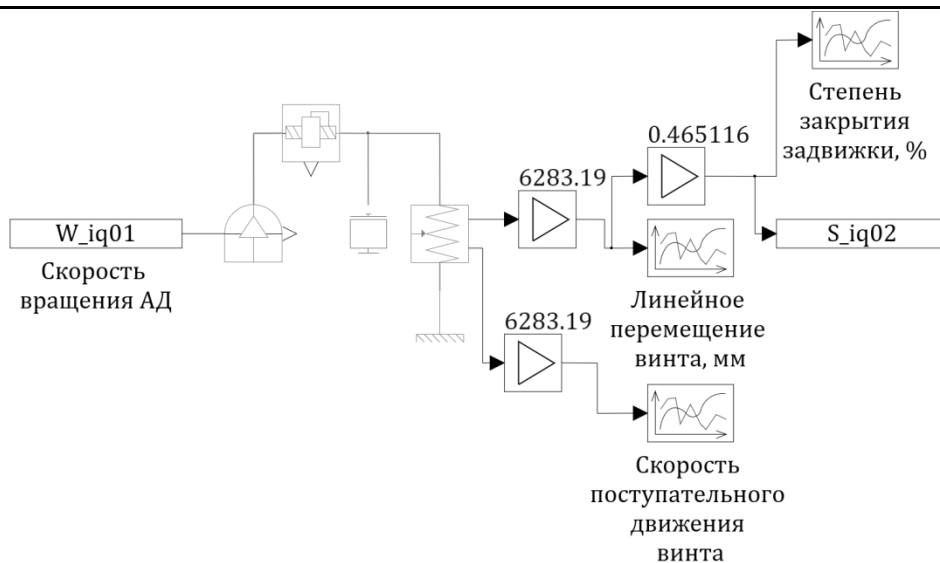 Степень
закрытия
задвижки, %
0.465116
6283.19
W_iq01
S_iq02
Скорость
вращения АД
Линейное
перемещение
винта, мм
6283.19
Скорость
поступательного
движения
винта